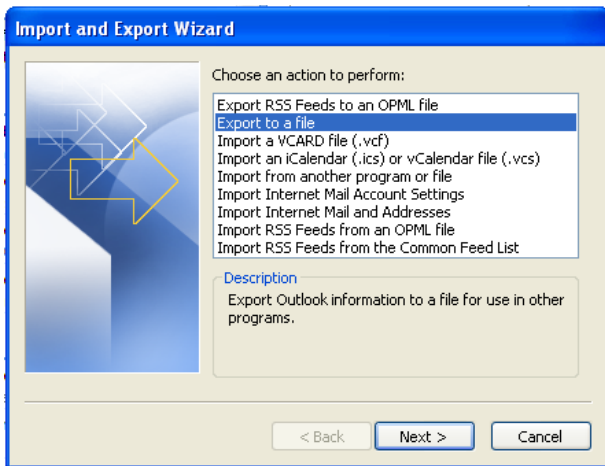 Import and Export Wizard
Choose an action to perform:
Export RSS Feeds to an OPML file
Export to a file
Import a VCARD file (.vcf)
Import an iCalendar (.ics) or vCalendar file (.vcs)
Import from another program or file
Import Internet Mail Account Settings
Import Internet Mail and Addresses
Import RSS Feeds from an OPML file
Import RSS Feeds from the Common Feed List
Description
Export Outlook information to a file for use in other
programs.
< Back
Next >
Cancel